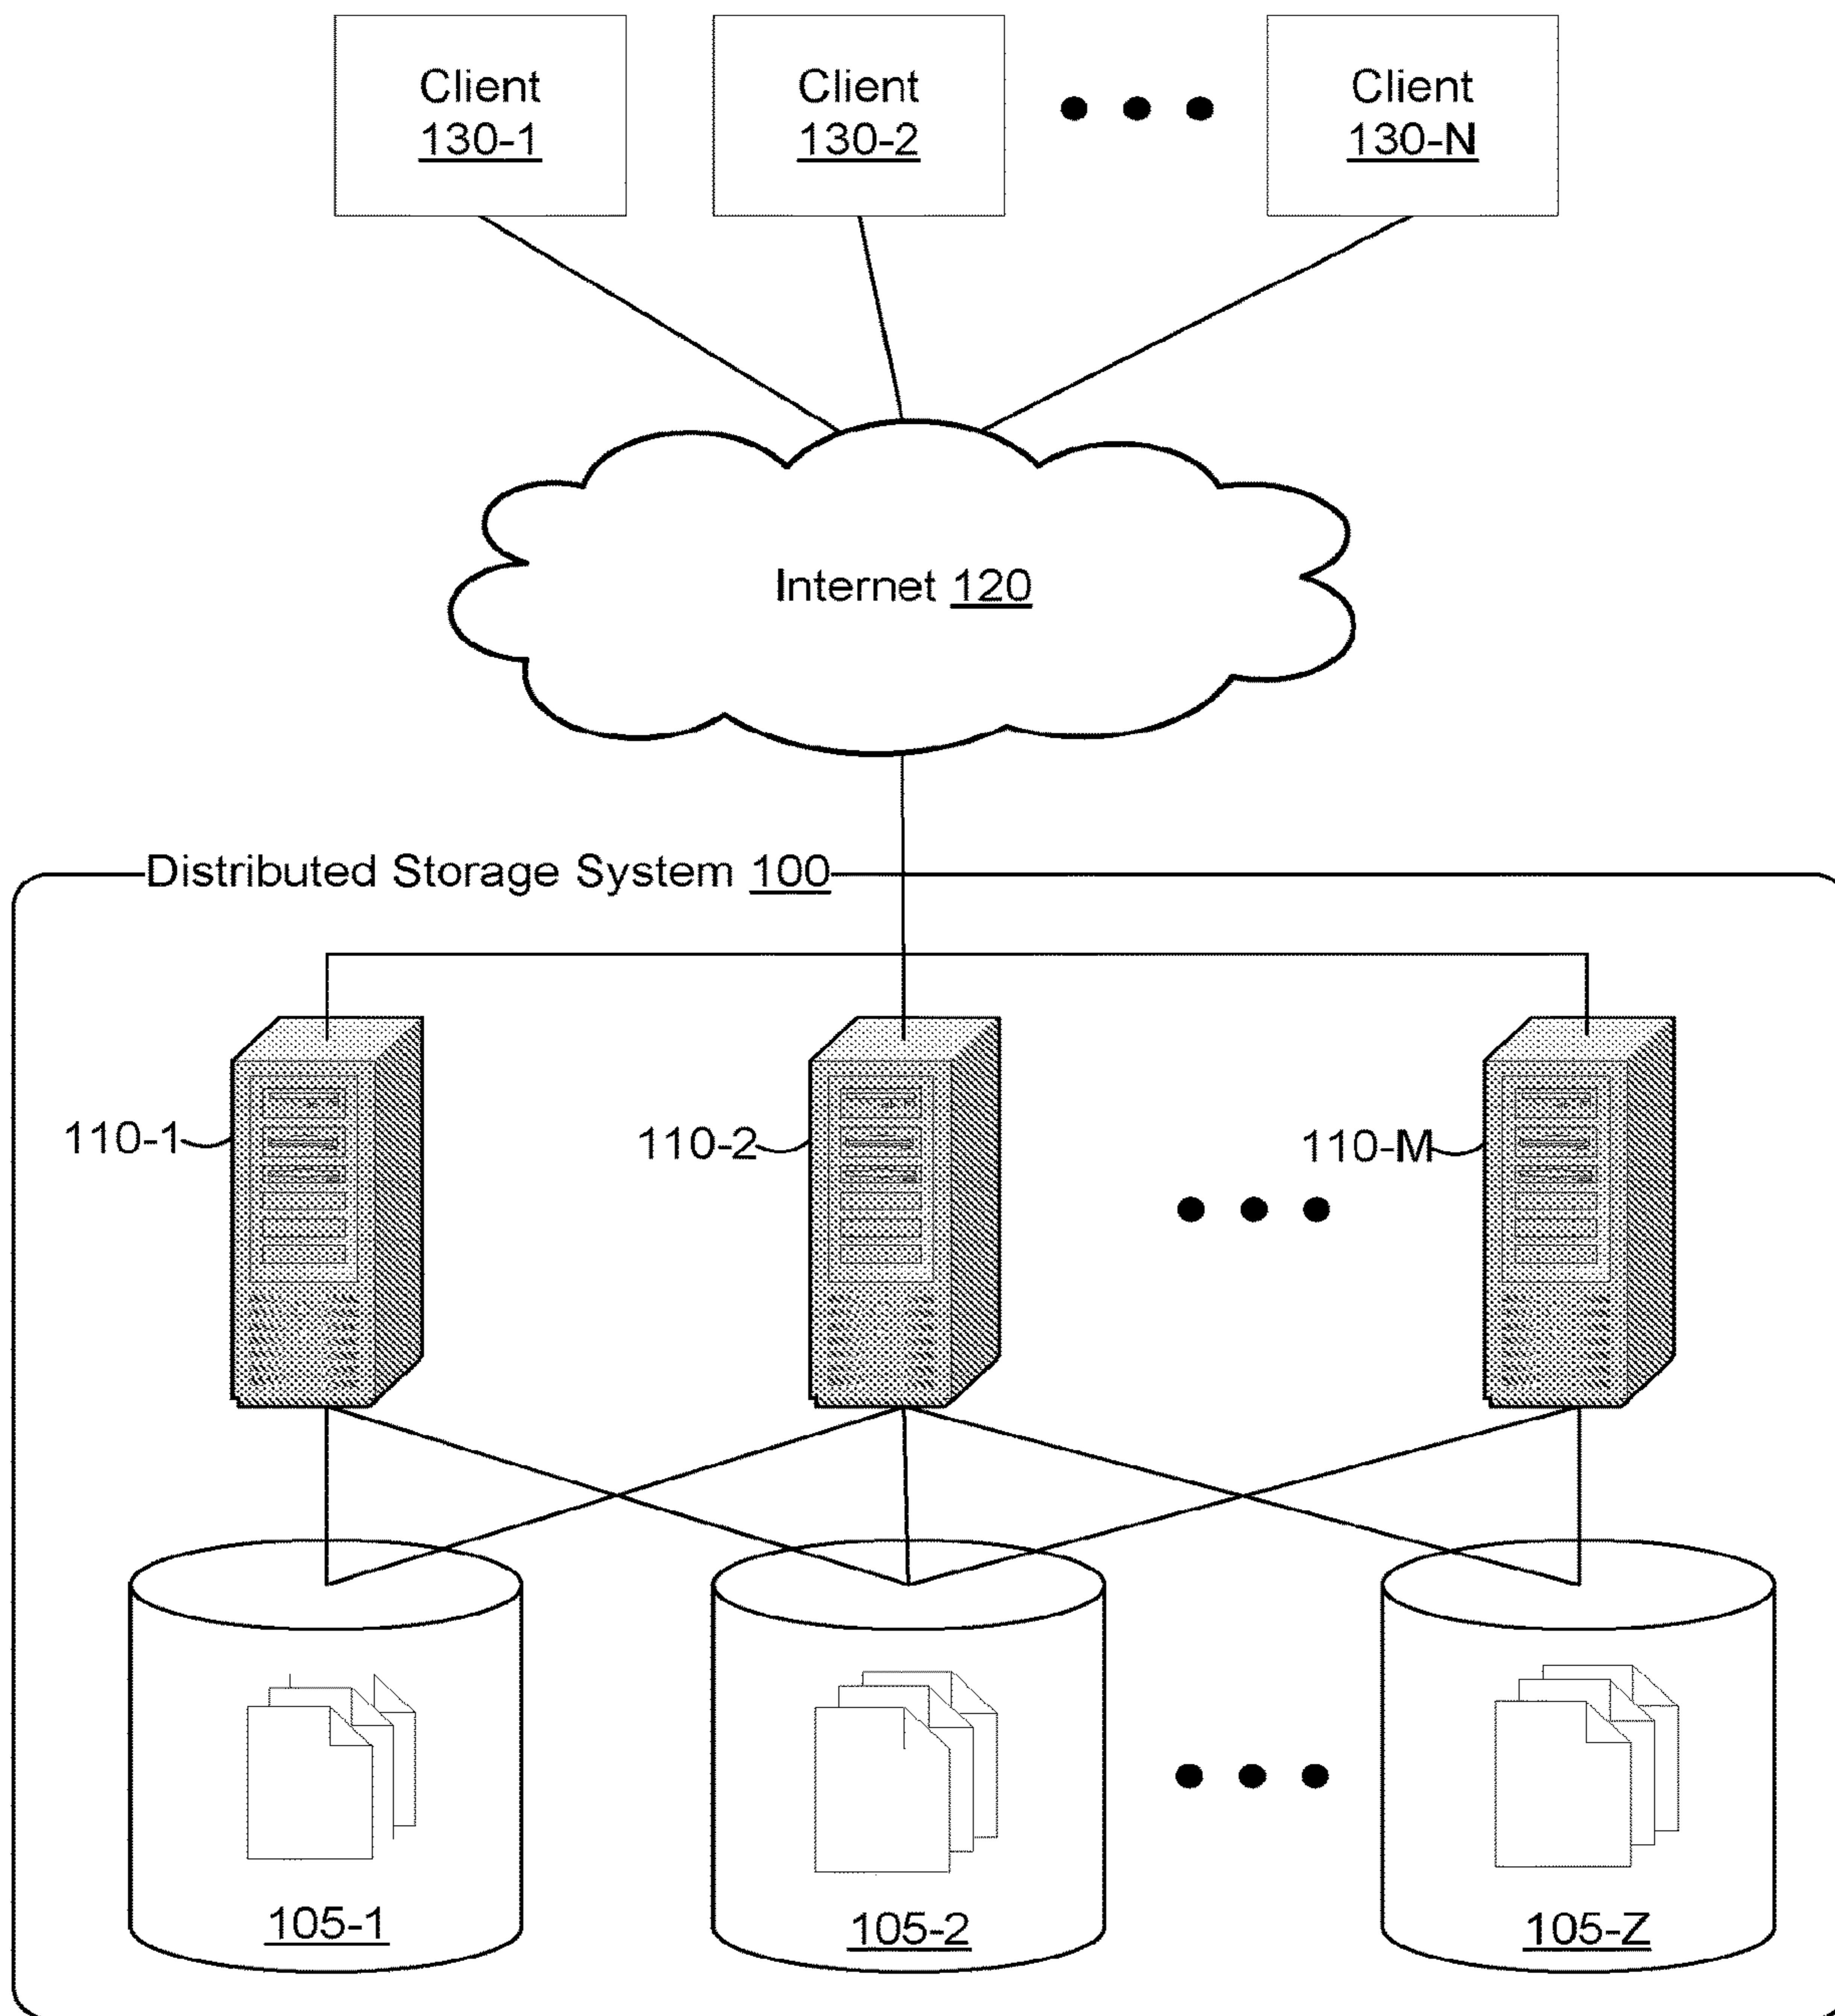 Client
130-1
Client
130-2
Client
130-N
Internet 120
Distributed Storage System 100
110-1
110-2
110-M
105-1
105-2
105-Z